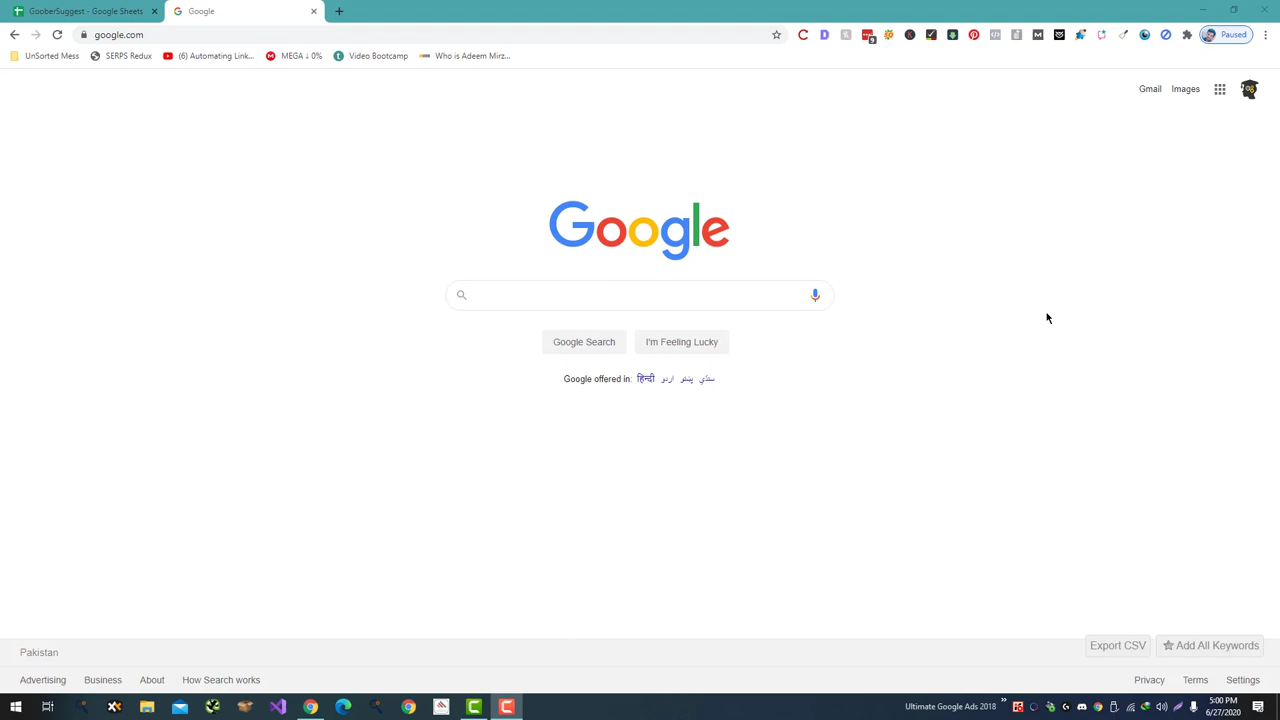 GooberSuggest - Google Sheets
Google
google.com
9
Paused
UnSorted Mess
SERPS Redux
(6) Automating Link...
MEGA ↓ 0%
Video Bootcamp
Who is Adeem Mirz...
Gmail Images
Google
Google Search
I'm Feeling Lucky
Google offered in: हिन्दी اردو پښتو سنڌي
Pakistan
Export CSV
Add All Keywords
Advertising Business About How Search works
Privacy Terms Settings
Ultimate Google Ads 2018
5:00 PM
6/27/2020